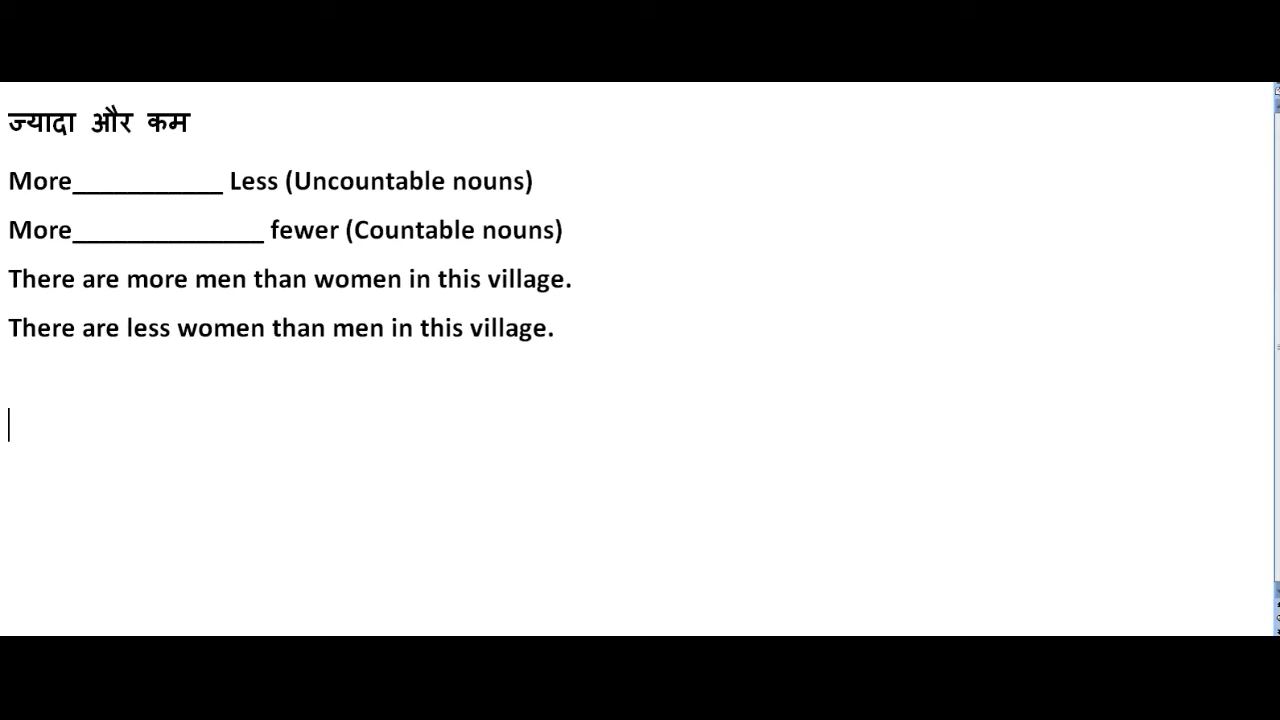 ज्यादा और कम
More___________ Less (Uncountable nouns)
More______________ fewer (Countable nouns)
There are more men than women in this village.
There are less women than men in this village.